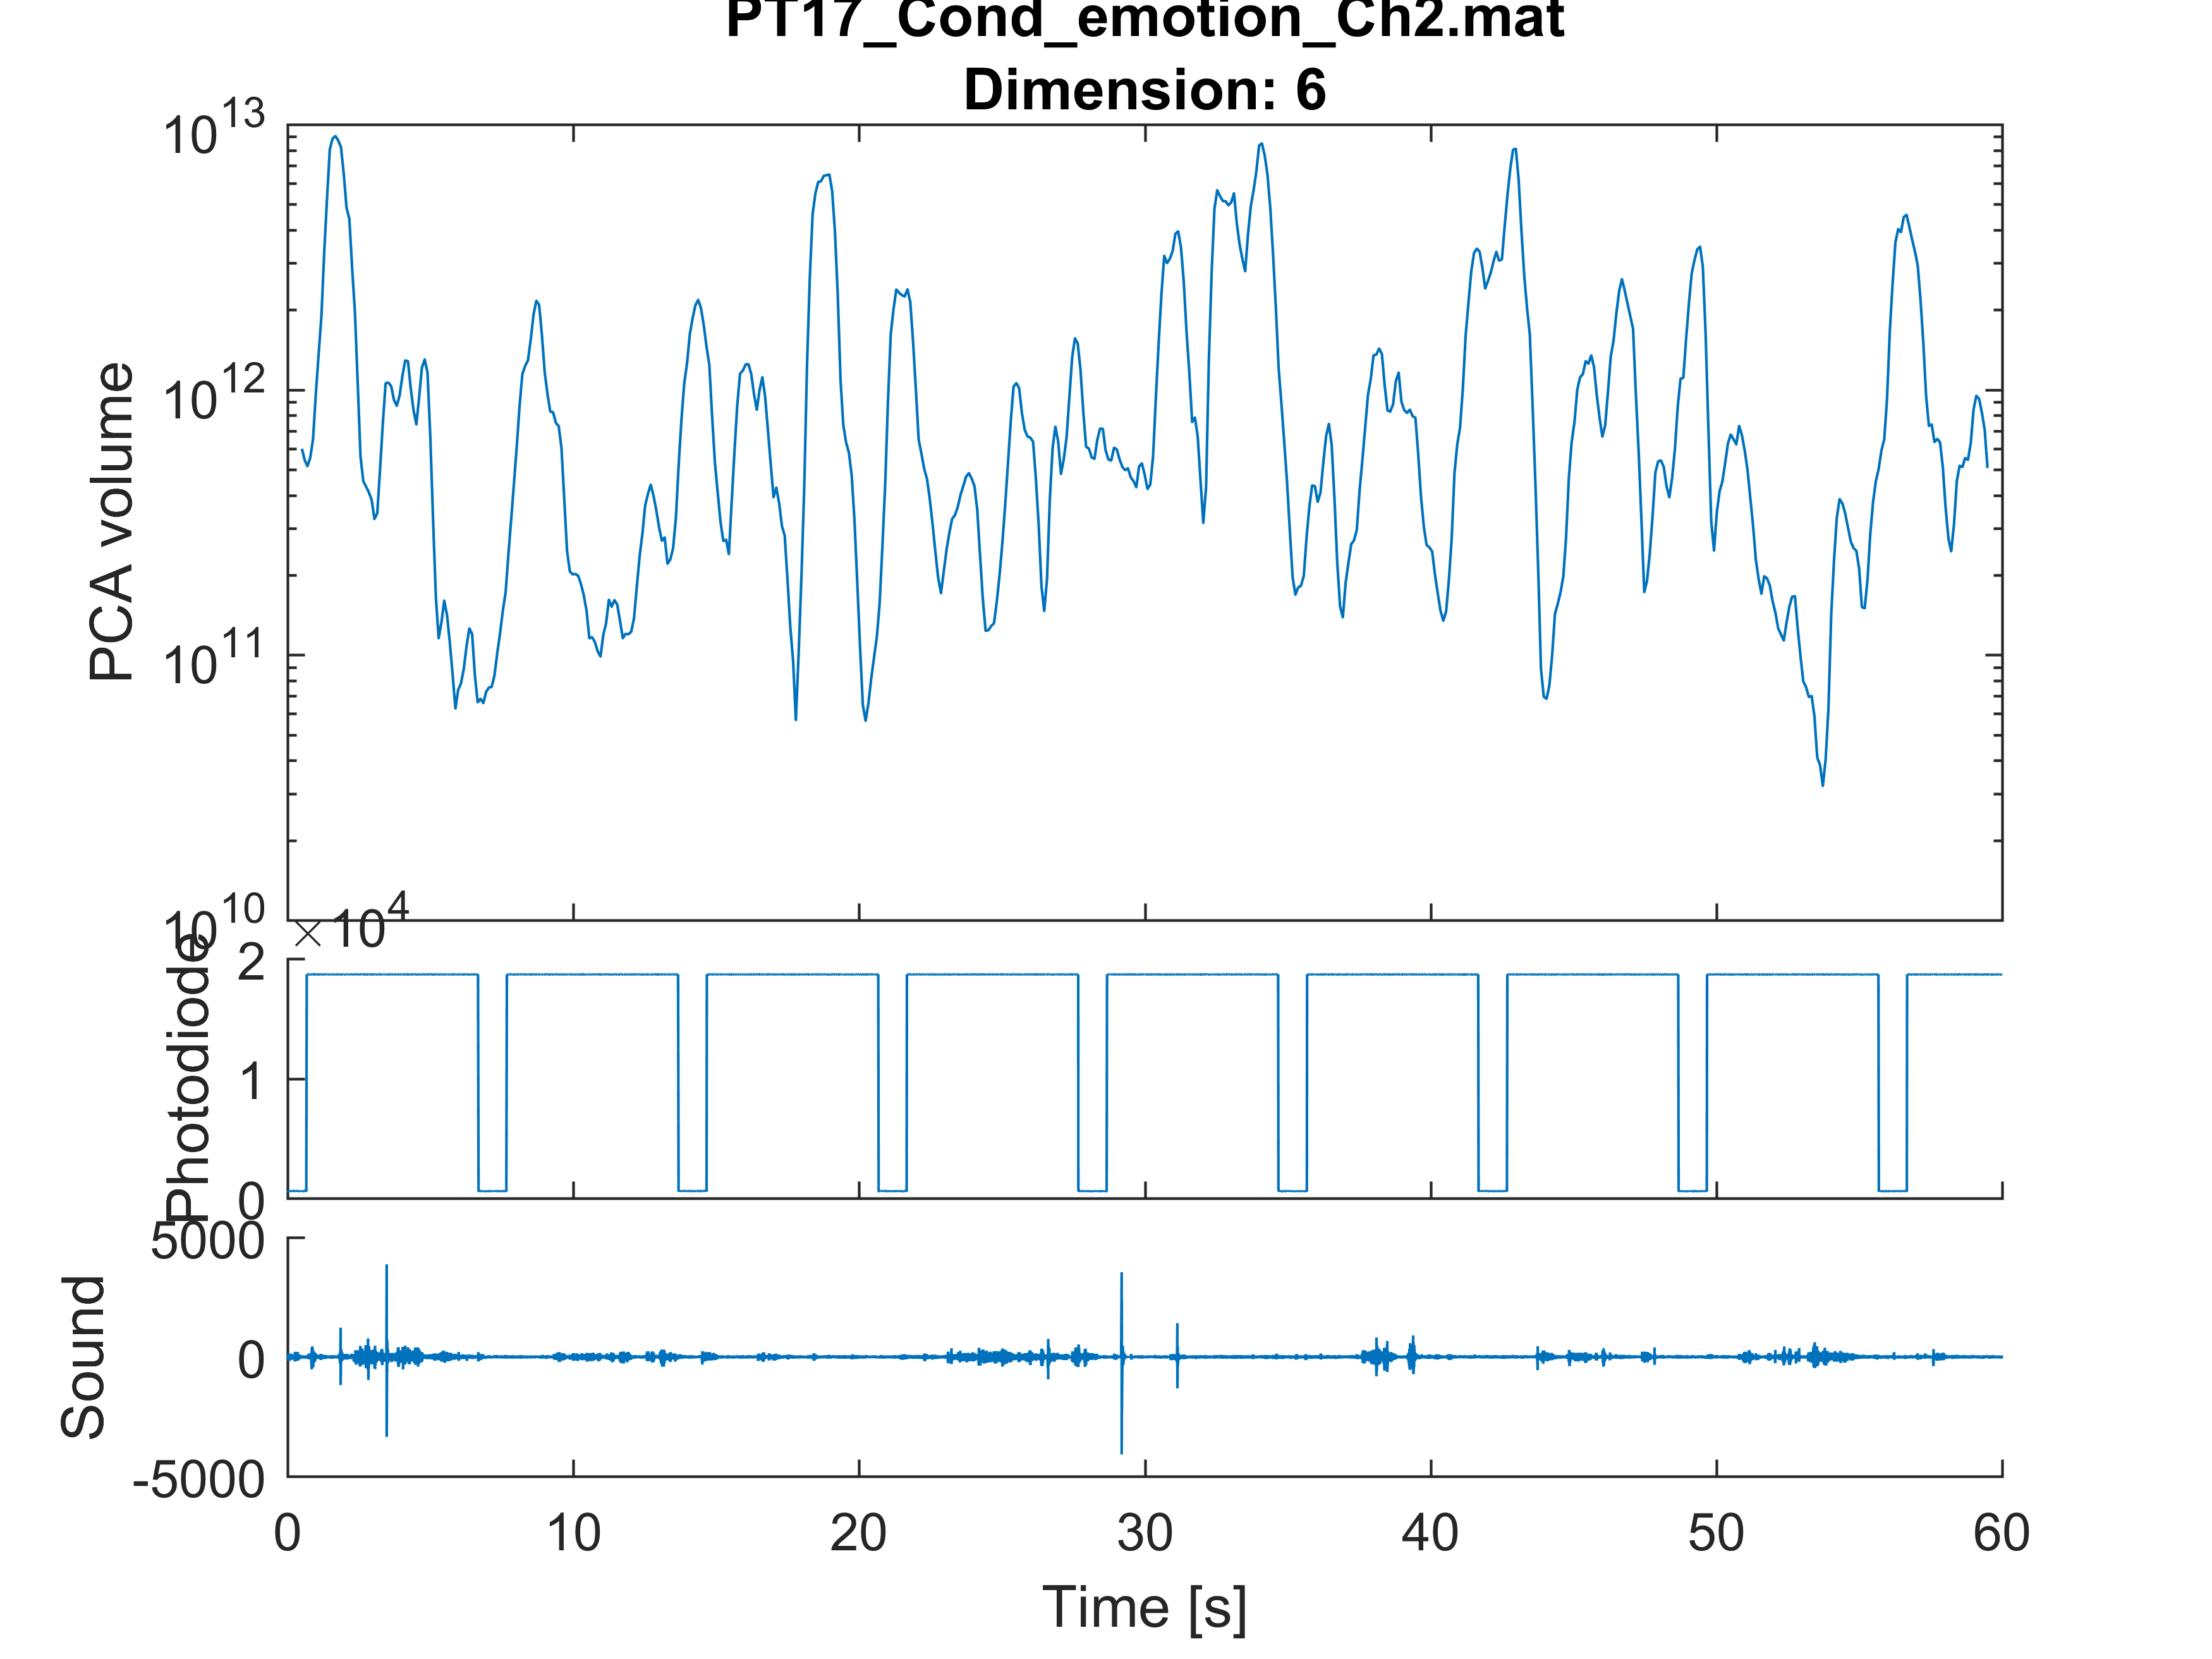 PT17_Cond_emotion_Ch2.mat
Dimension: 6
PCA volume
10^13
10^12
10^11
10^10
× 10^4
Photodiode
2
1
0
Sound
5000
0
-5000
0 10 20 30 40 50 60
Time [s]